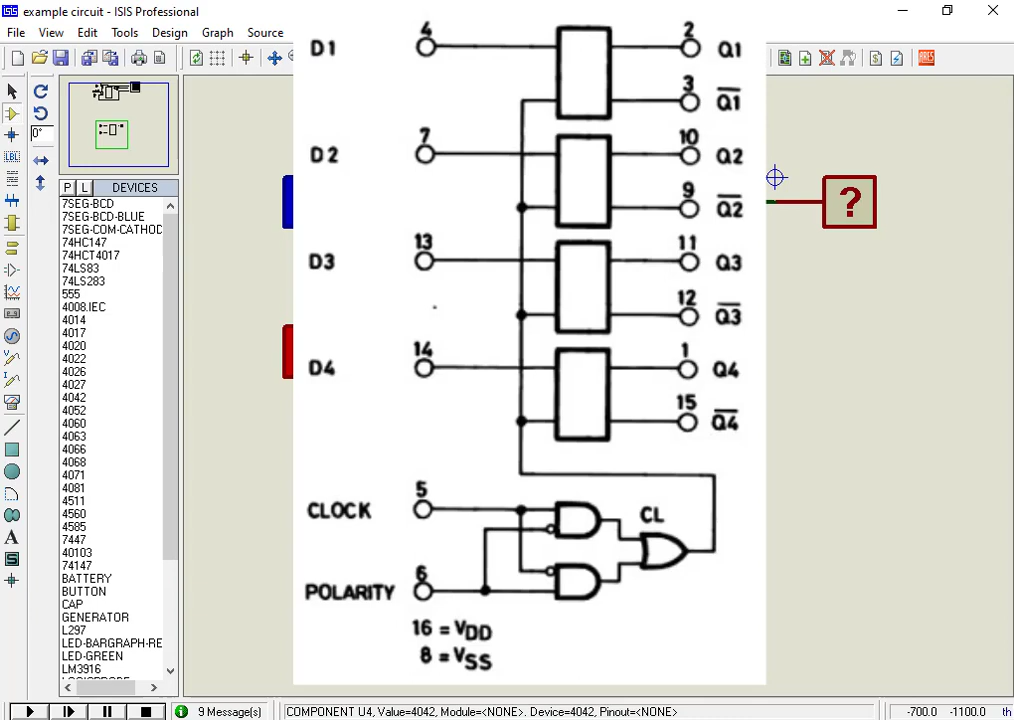 example circuit - ISIS Professional
File View Edit Tools Design Graph Source
0°
LBL
P L DEVICES
7SEG-BCD
7SEG-BCD-BLUE
7SEG-COM-CATHOD
74HC147
74HCT4017
74LS83
74LS283
555
4008.IEC
4014
4017
4020
4022
4026
4027
4042
4052
4060
4063
4066
4068
4071
4081
4511
4560
4585
7447
40103
74147
BATTERY
BUTTON
CAP
GENERATOR
L297
LED-BARGRAPH-RE
LED-GREEN
LM3916
A
S
D1 4 2 Q1
3 Q̅1̅
D2 7 10 Q2
9 Q̅2̅
D3 13 11 Q3
12 Q̅3̅
D4 14 1 Q4
15 Q̅4̅
CLOCK 5 CL
POLARITY 6
16 = VDD
8 = VSS
?
9 Message(s) COMPONENT U4, Value=4042, Module=<NONE>. Device=4042, Pinout=<NONE> -700.0 -1100.0 th